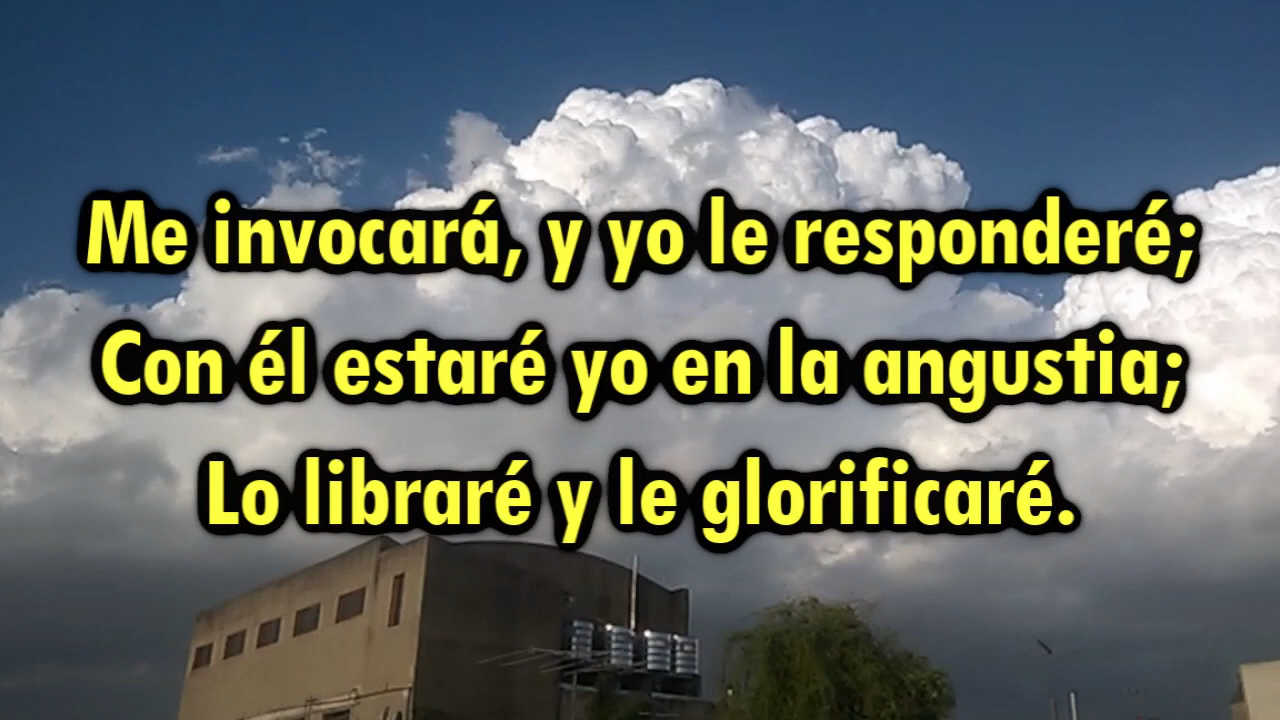 Me invocará, y yo le responderé;
Con él estaré yo en la angustia;
Lo libraré y le glorificaré.